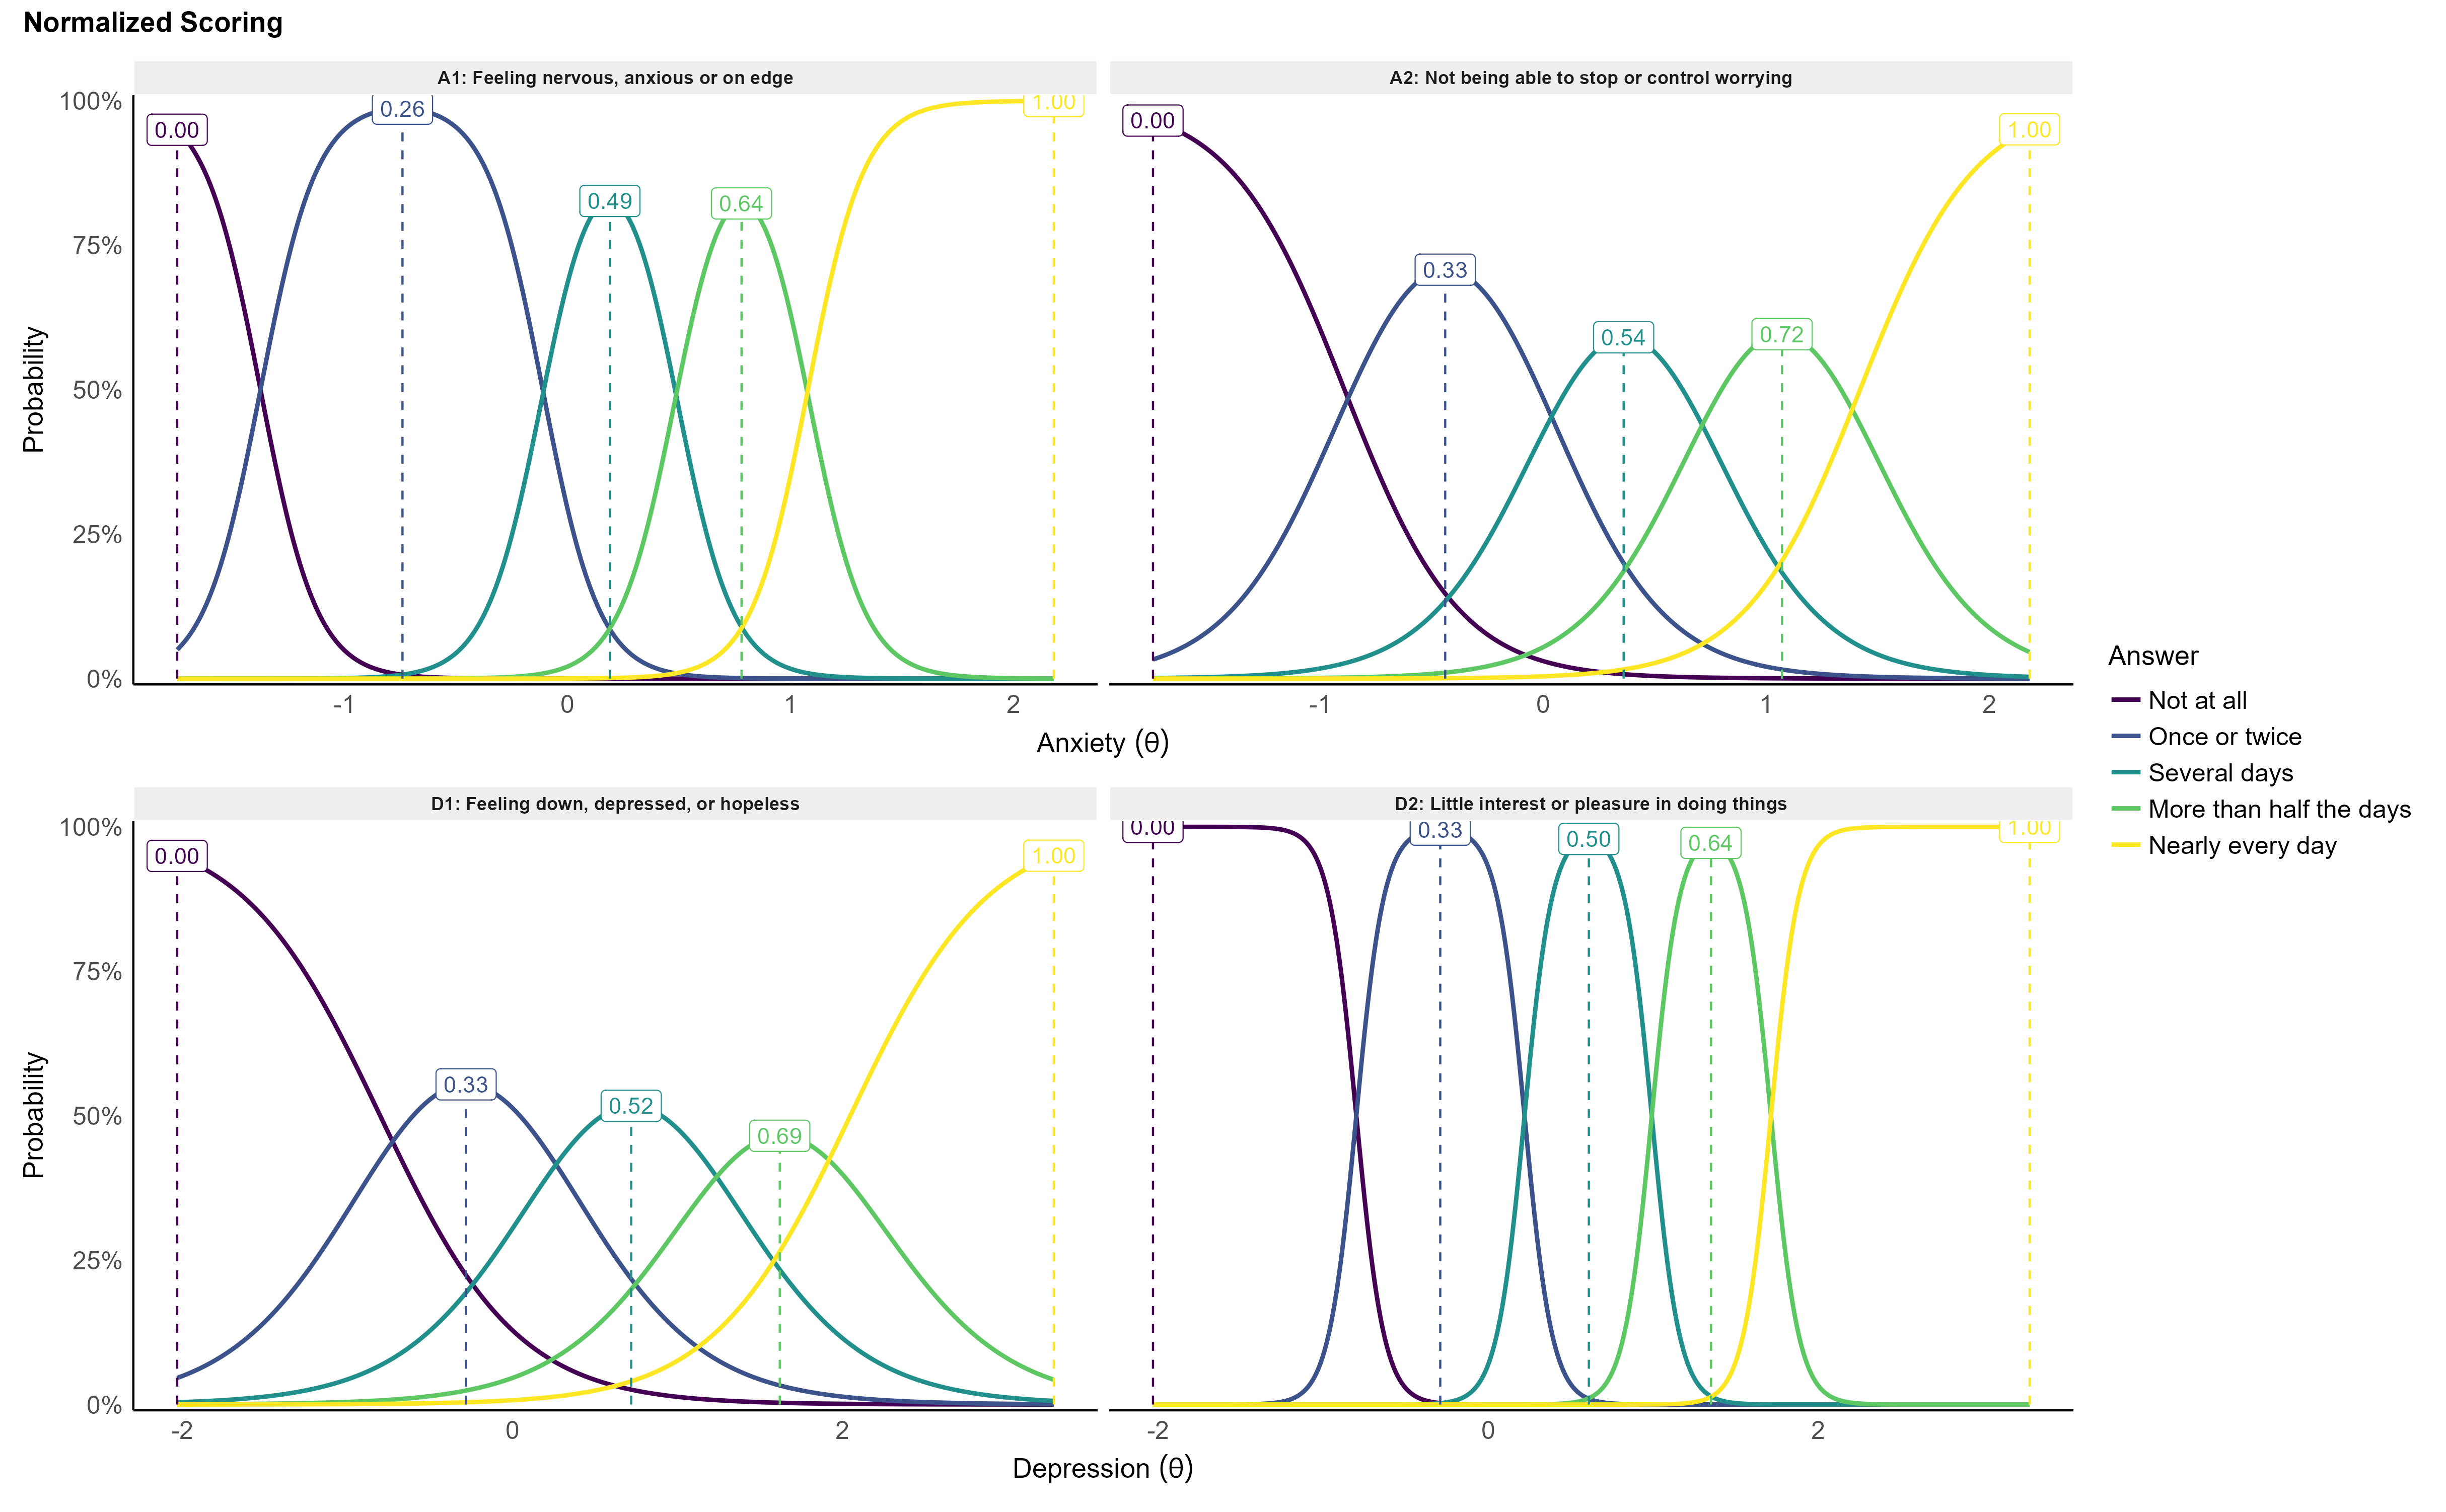 Normalized Scoring
A1: Feeling nervous, anxious or on edge
A2: Not being able to stop or control worrying
Probability
100%
75%
50%
25%
0%
0.00
0.26
0.49
0.64
1.00
0.00
0.33
0.54
0.72
1.00
-1
0
1
2
-1
0
1
2
Anxiety (θ)
D1: Feeling down, depressed, or hopeless
D2: Little interest or pleasure in doing things
Probability
100%
75%
50%
25%
0%
0.00
0.33
0.52
0.69
1.00
0.00
0.33
0.50
0.64
1.00
-2
0
2
-2
0
2
Depression (θ)
Answer
Not at all
Once or twice
Several days
More than half the days
Nearly every day